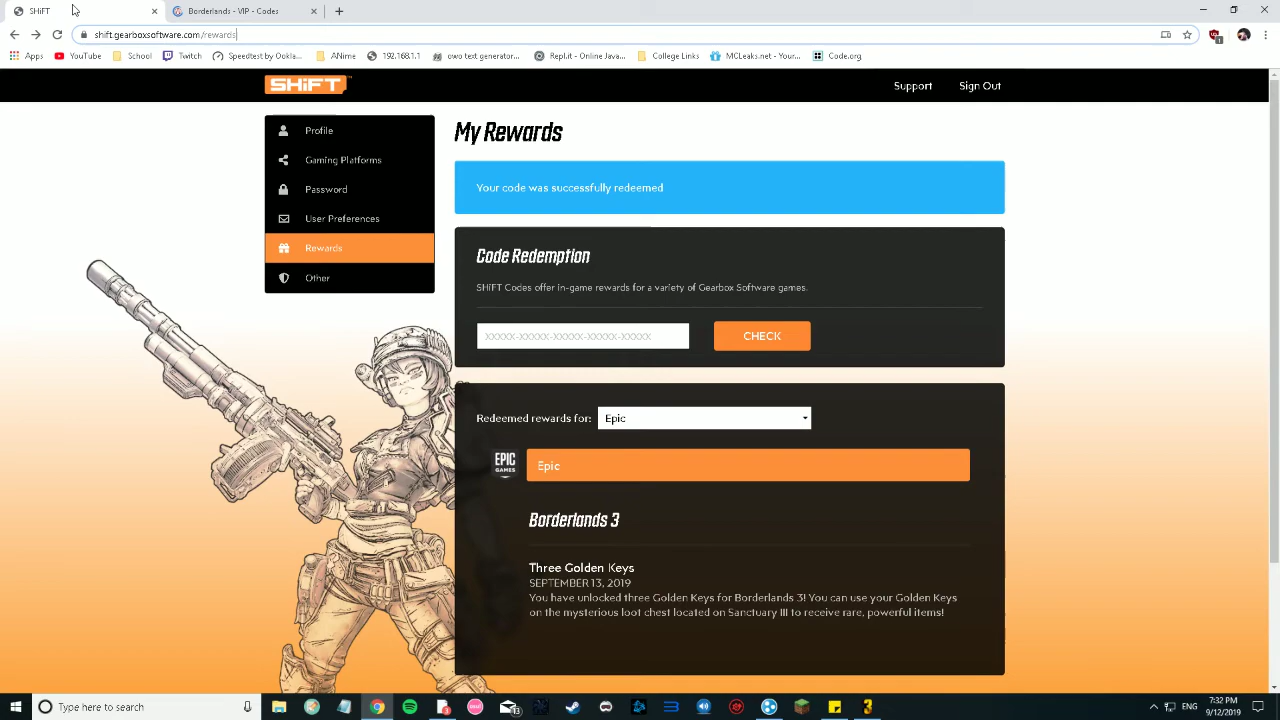 SHiFT
Borderlands - VIP - Codes
shift.gearboxsoftware.com/rewards
Apps
YouTube
School
Twitch
Speedtest by Ookla...
ANime
192.168.1.1
owo text generator...
Repl.it - Online Java...
College Links
MCLeaks.net - Your...
Code.org
SHiFT
Support
Sign Out
Profile
Gaming Platforms
Password
User Preferences
Rewards
Other
My Rewards
Your code was successfully redeemed
Code Redemption
SHiFT Codes offer in-game rewards for a variety of Gearbox Software games.
XXXXX-XXXXX-XXXXX-XXXXX-XXXXX
CHECK
Redeemed rewards for:
Epic
EPIC
GAMES
Epic
Borderlands 3
Three Golden Keys
SEPTEMBER 13, 2019
You have unlocked three Golden Keys for Borderlands 3! You can use your Golden Keys
on the mysterious loot chest located on Sanctuary III to receive rare, powerful items!
Type here to search
13
ENG
7:32 PM
9/12/2019